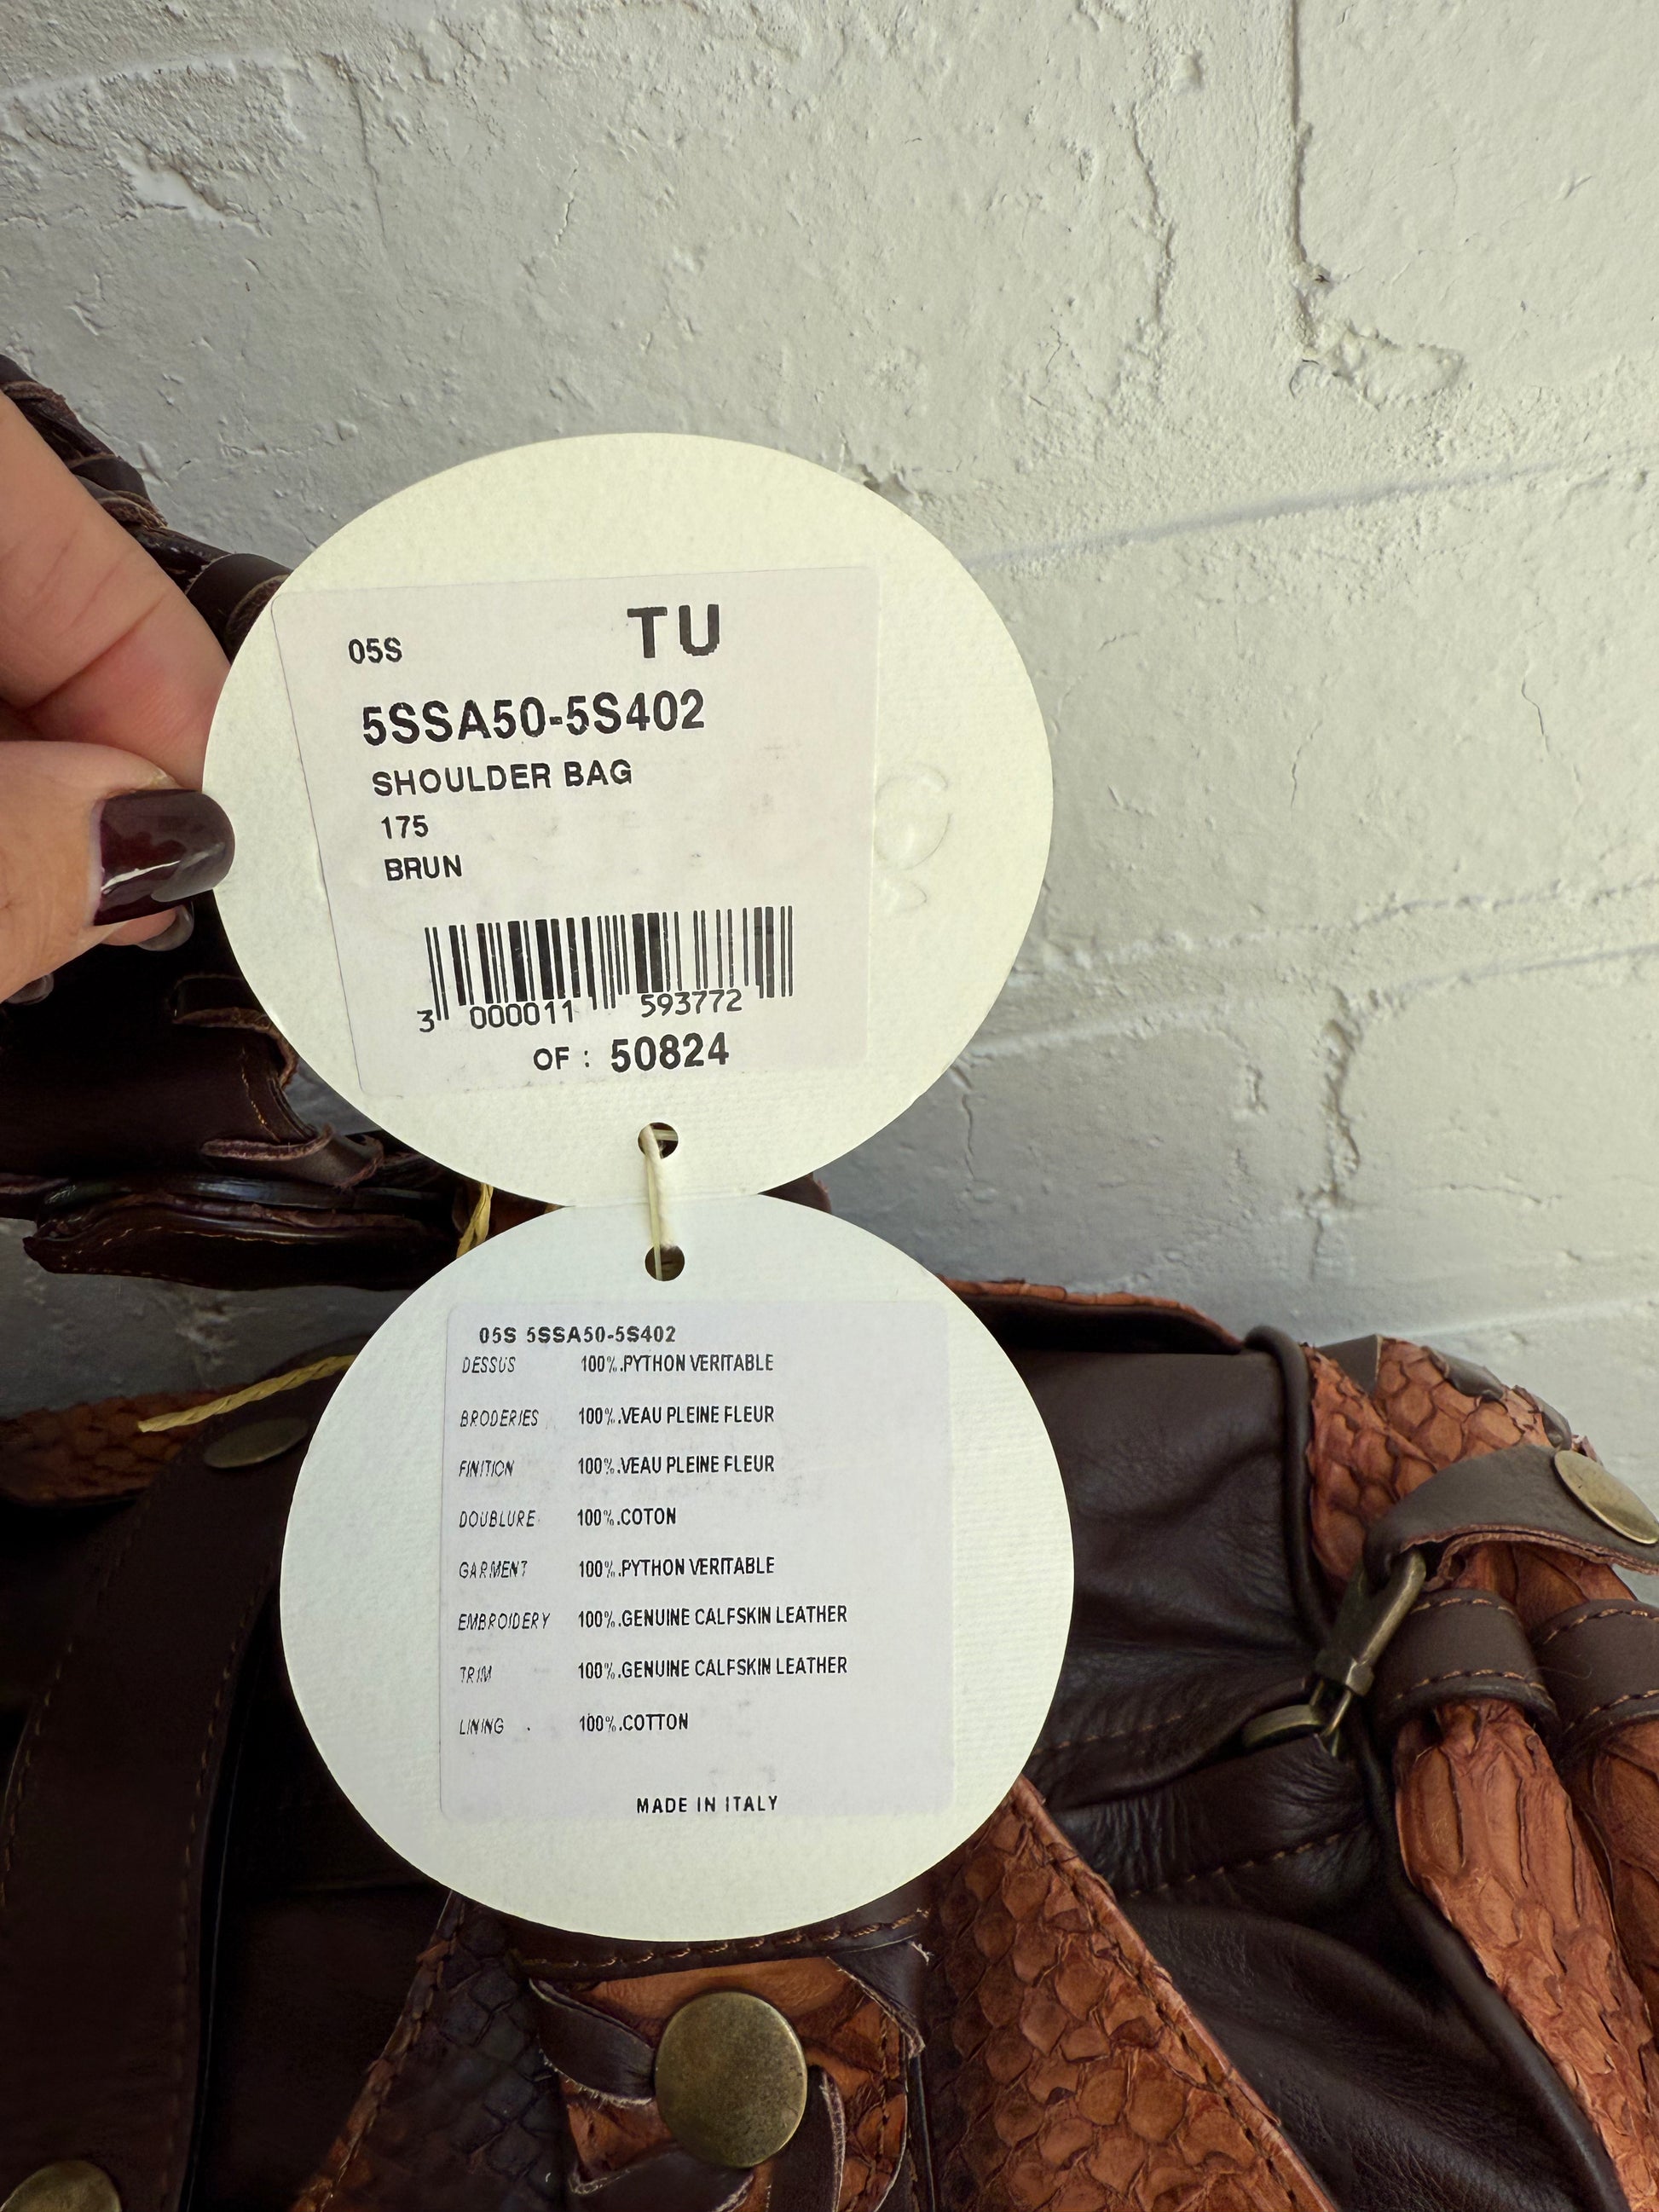 05S TU
5SSA50-5S402
SHOULDER BAG
175
BRUN
3 000011 593772
OF : 50824
05S 5SSA50-5S402
DESSUS 100%.PYTHON VERITABLE
BRODERIES 100%.VEAU PLEINE FLEUR
FINITION 100%.VEAU PLEINE FLEUR
DOUBLURE 100%.COTON
GARMENT 100%.PYTHON VERITABLE
EMBROIDERY 100%.GENUINE CALFSKIN LEATHER
TRIM 100%.GENUINE CALFSKIN LEATHER
LINING . 100%.COTTON
MADE IN ITALY